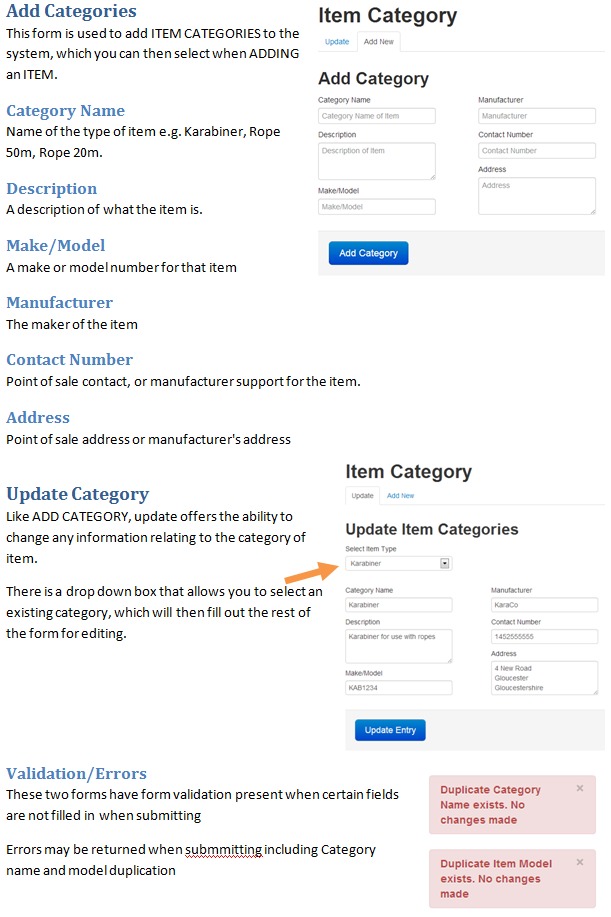 Add Categories
This form is used to add ITEM CATEGORIES to the
system, which you can then select when ADDING
an ITEM.
Category Name
Name of the type of item e.g. Karabiner, Rope
50m, Rope 20m.
Description
A description of what the item is.
Make/Model
A make or model number for that item
Manufacturer
The maker of the item
Contact Number
Point of sale contact, or manufacturer support for the item.
Address
Point of sale address or manufacturer's address
Item Category
Update Add New
Add Category
Category Name
Category Name of Item
Description
Description of Item
Make/Model
Make/Model
Manufacturer
Manufacturer
Contact Number
Contact Number
Address
Address
Add Category
Update Category
Like ADD CATEGORY, update offers the ability to
change any information relating to the category of
item.
There is a drop down box that allows you to select an
existing category, which will then fill out the rest of
the form for editing.
Item Category
Update Add New
Update Item Categories
Select Item Type
Karabiner
Category Name
Karabiner
Description
Karabiner for use with ropes
Make/Model
KAB1234
Manufacturer
KaraCo
Contact Number
1452555555
Address
4 New Road
Gloucester
Gloucestershire
Update Entry
Validation/Errors
These two forms have form validation present when certain fields
are not filled in when submitting
Errors may be returned when submmitting including Category
name and model duplication
Duplicate Category ×
Name exists. No
changes made
Duplicate Item Model ×
exists. No changes
made